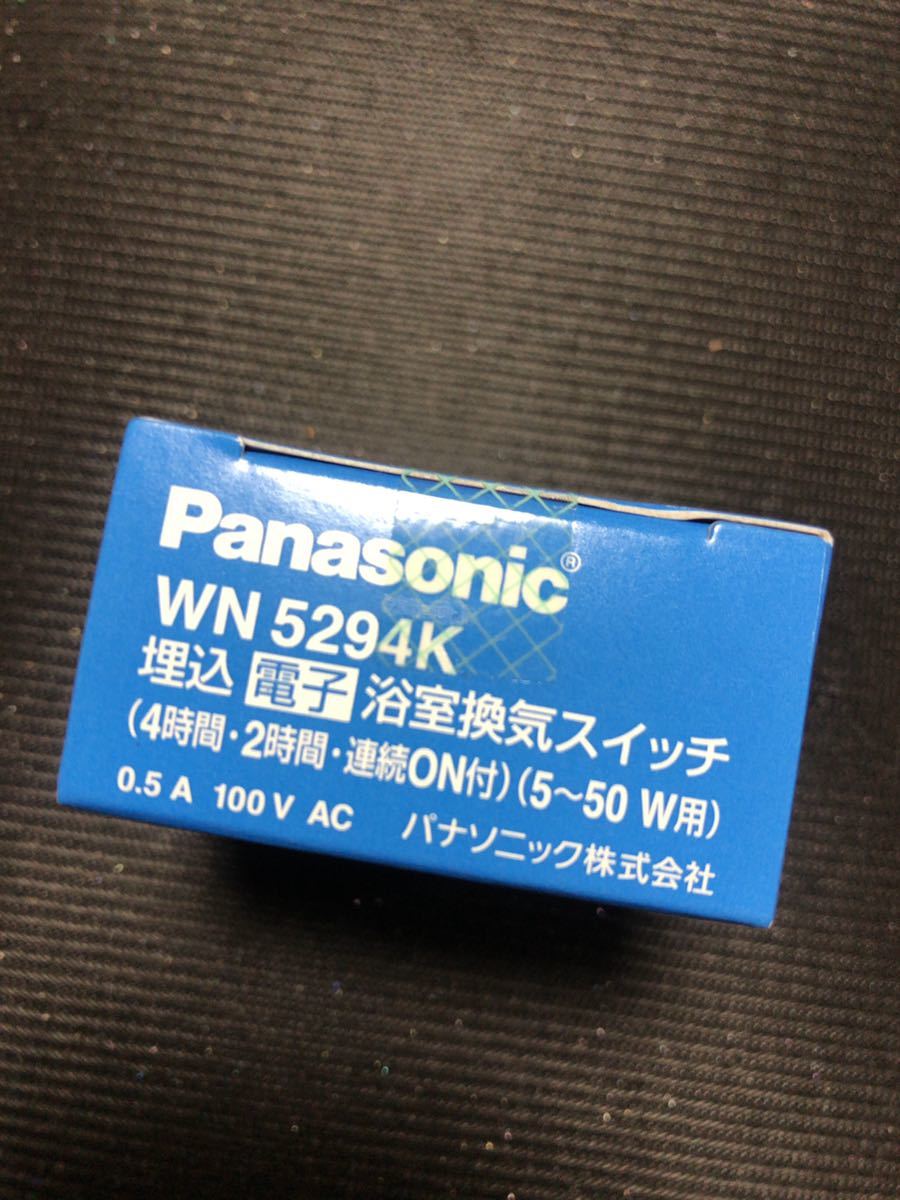 Panasonic®
WN 5294K
埋込 電子 浴室換気スイッチ
(4時間・2時間・連続ON付)(5〜50 W用)
0.5 A 100 V AC パナソニック株式会社